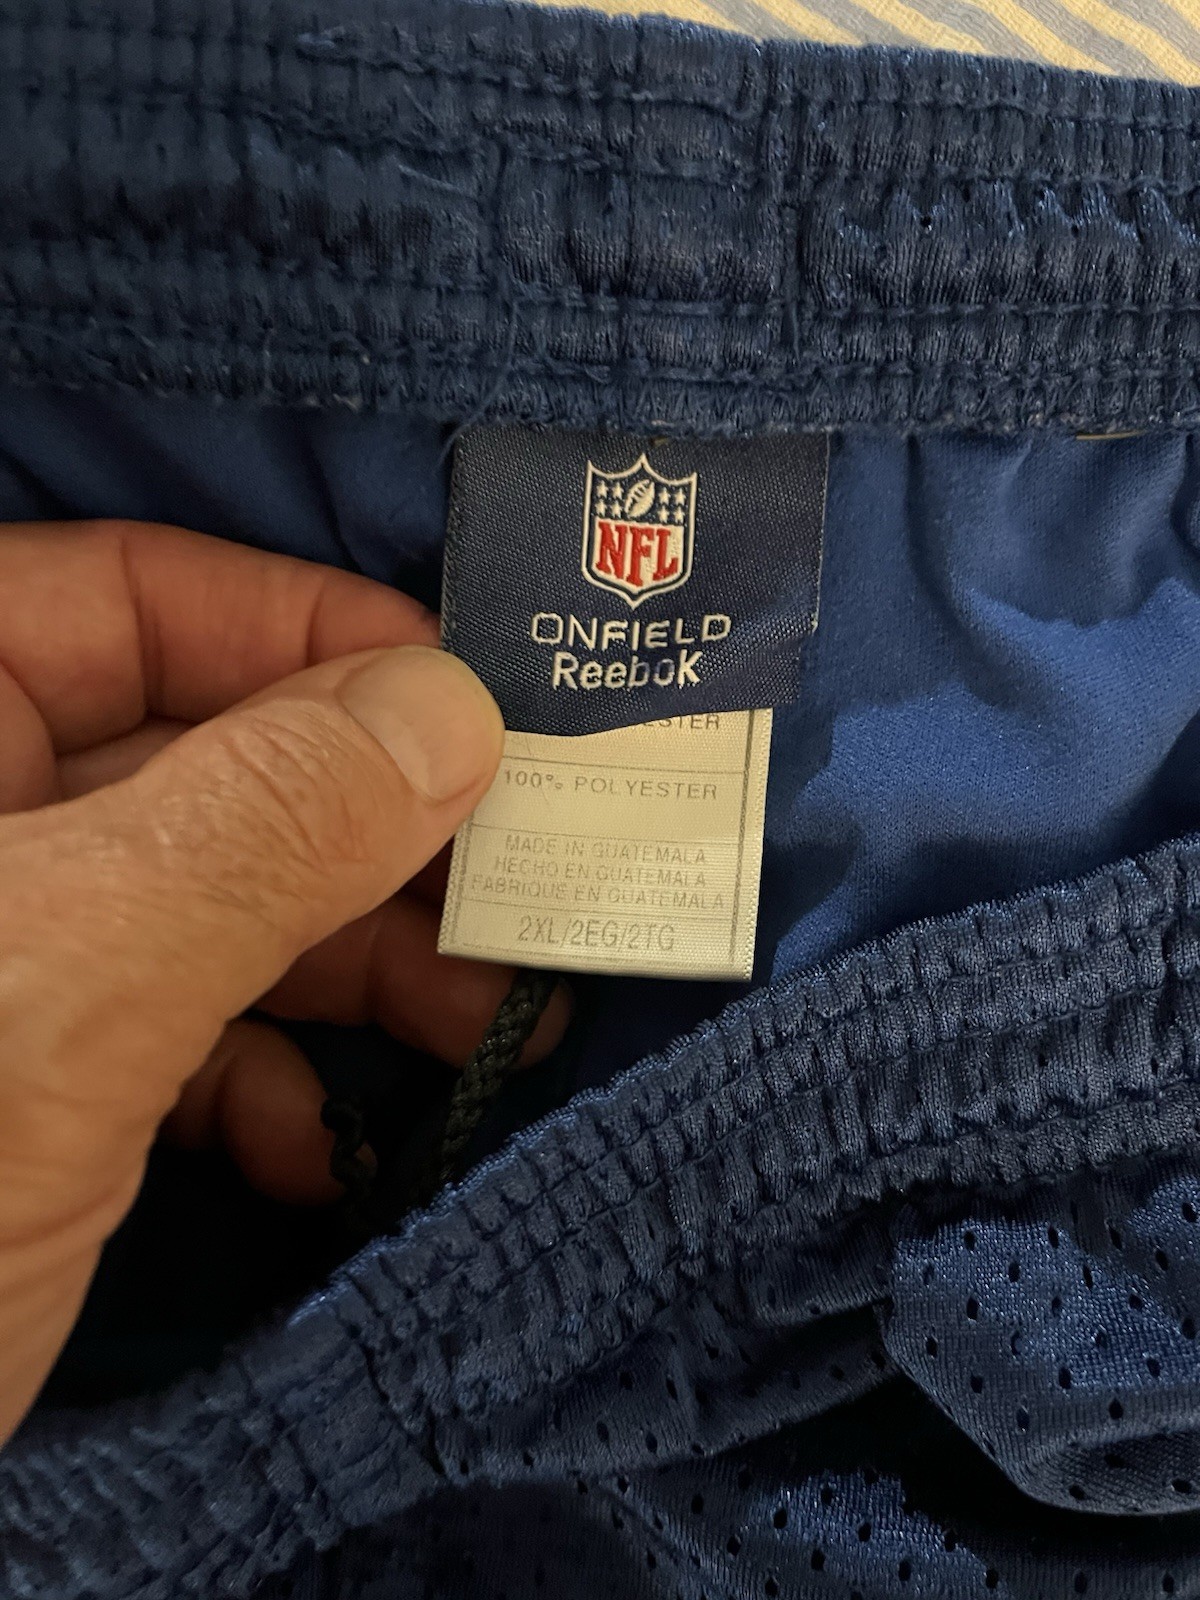 NFL
ONFIELD
Reebok
100% POLYESTER
MADE IN GUATEMALA
HECHO EN GUATEMALA
FABRIQUE EN GUATEMALA
2XL/2EG/2TG